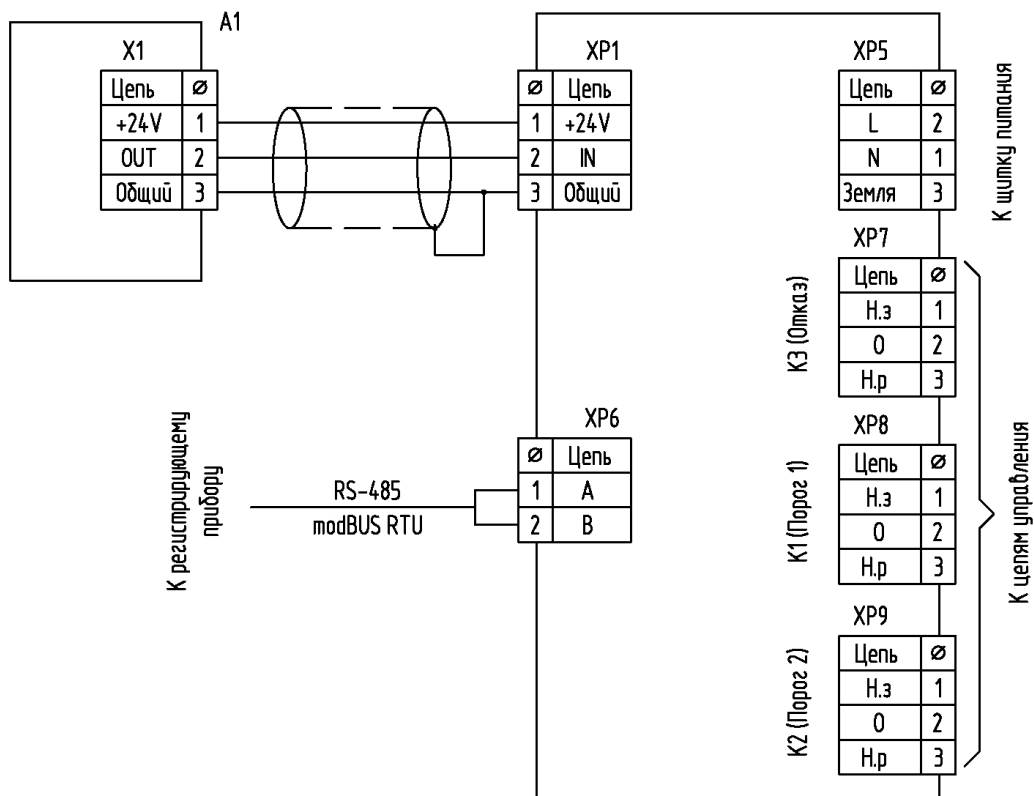 A1
X1
Цепь Ø
+24V 1
OUT 2
Общий 3
XP1
Ø Цепь
1 +24V
2 IN
3 Общий
XP5
Цепь Ø
L 2
N 1
Земля 3
К щитку питания
XP7
Цепь Ø
Н.з 1
О 2
Н.р 3
К3 (Отказ)
XP8
Цепь Ø
Н.з 1
О 2
Н.р 3
К1 (Порог 1)
XP9
Цепь Ø
Н.з 1
О 2
Н.р 3
К2 (Порог 2)
К цепям управления
XP6
Ø Цепь
1 A
2 B
RS-485
modBUS RTU
К регистрирующему
прибору